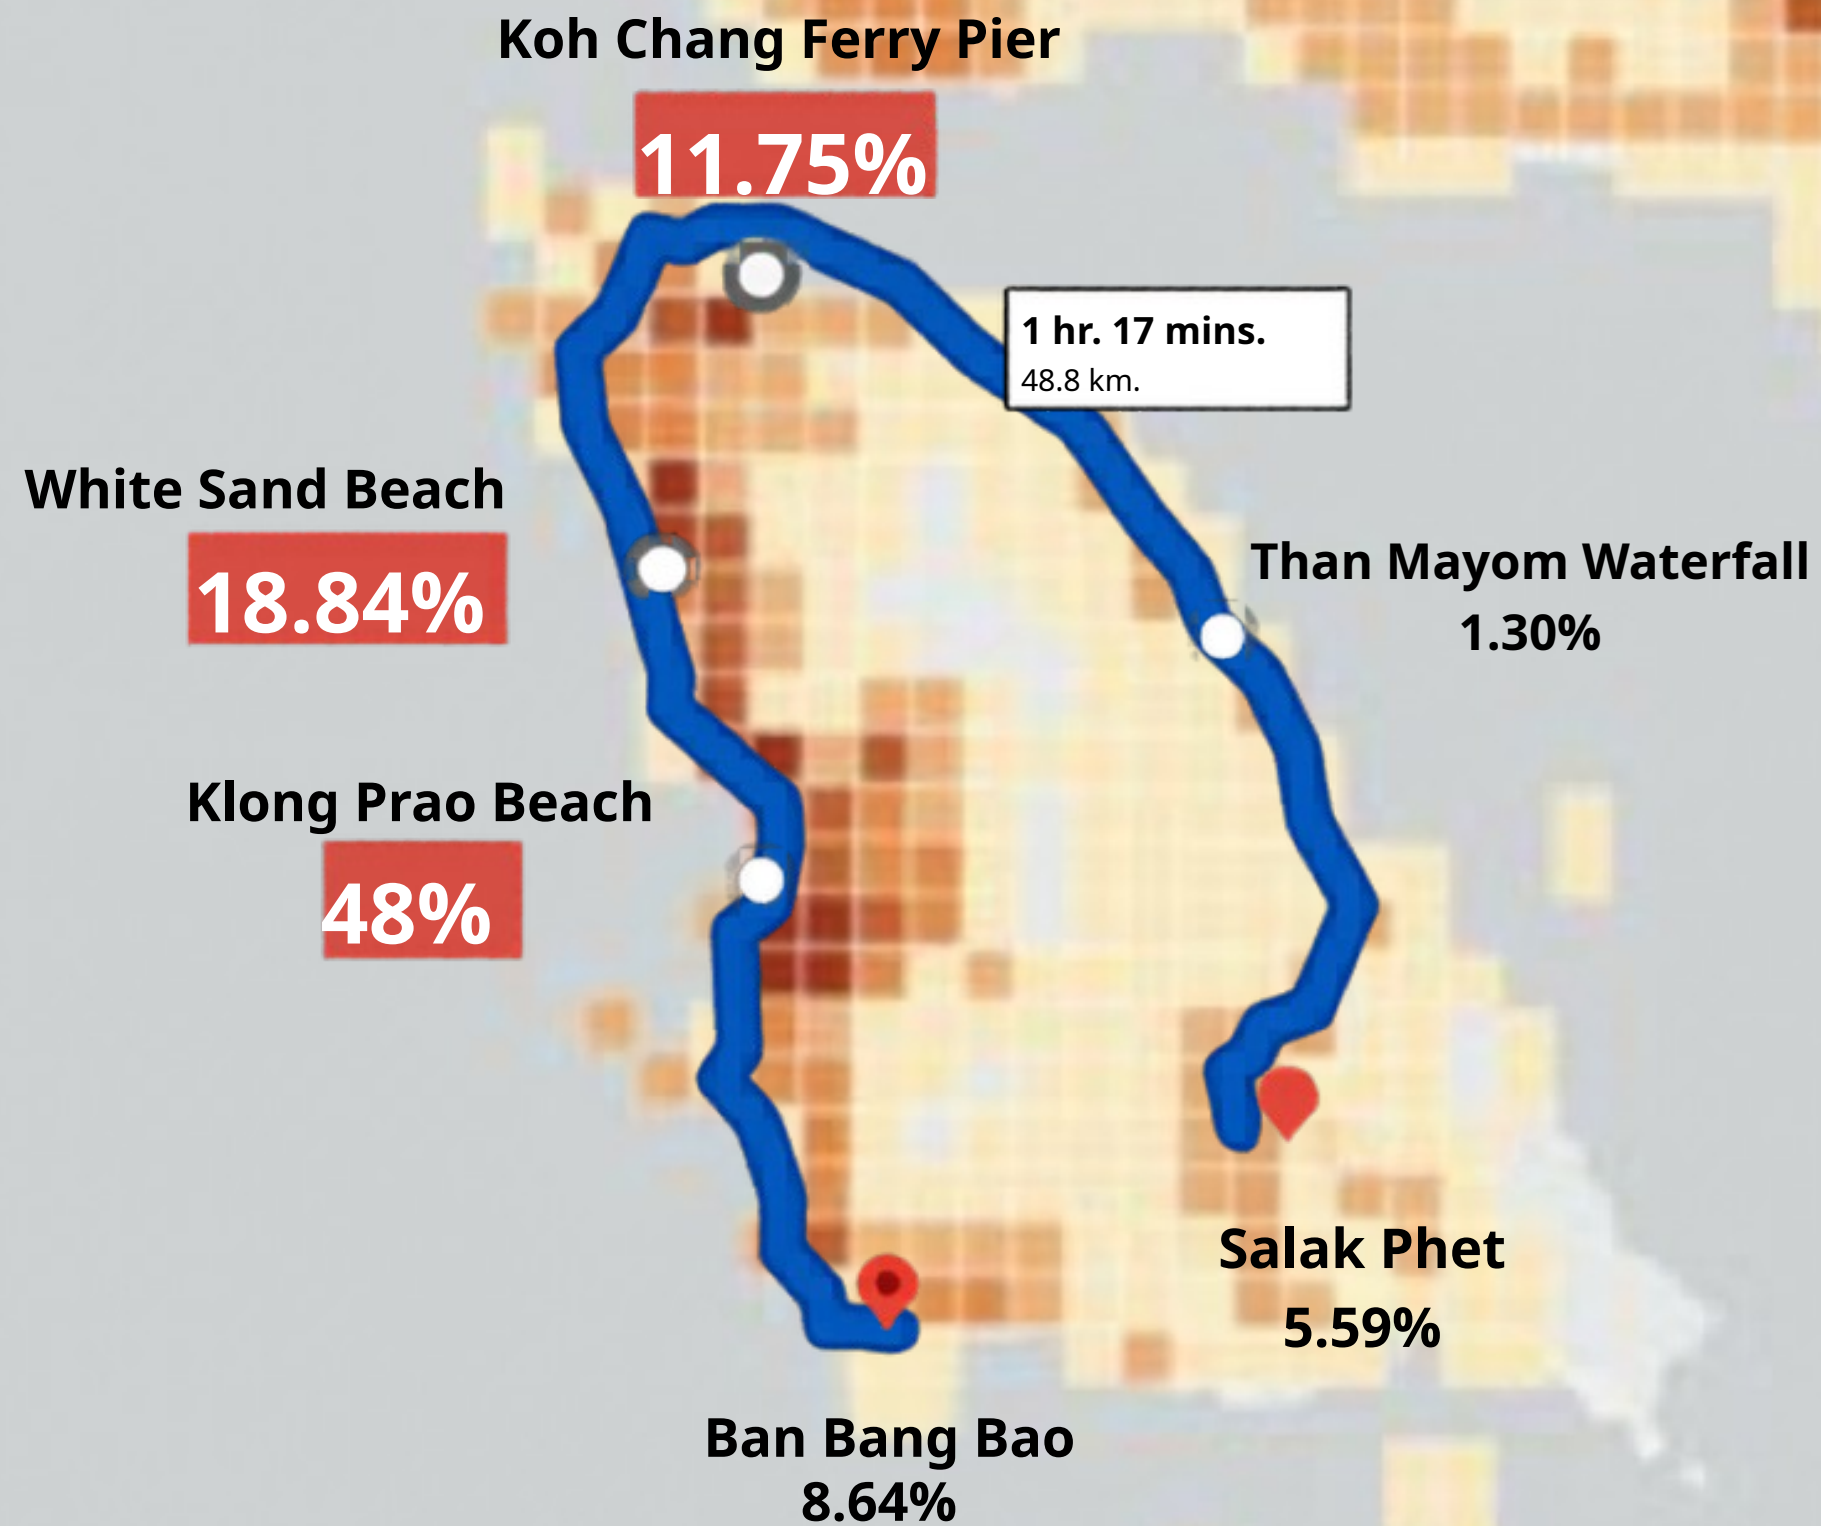 Koh Chang Ferry Pier
11.75%
1 hr. 17 mins.
48.8 km.
White Sand Beach
18.84%
Than Mayom Waterfall
1.30%
Klong Prao Beach
48%
Salak Phet
5.59%
Ban Bang Bao
8.64%